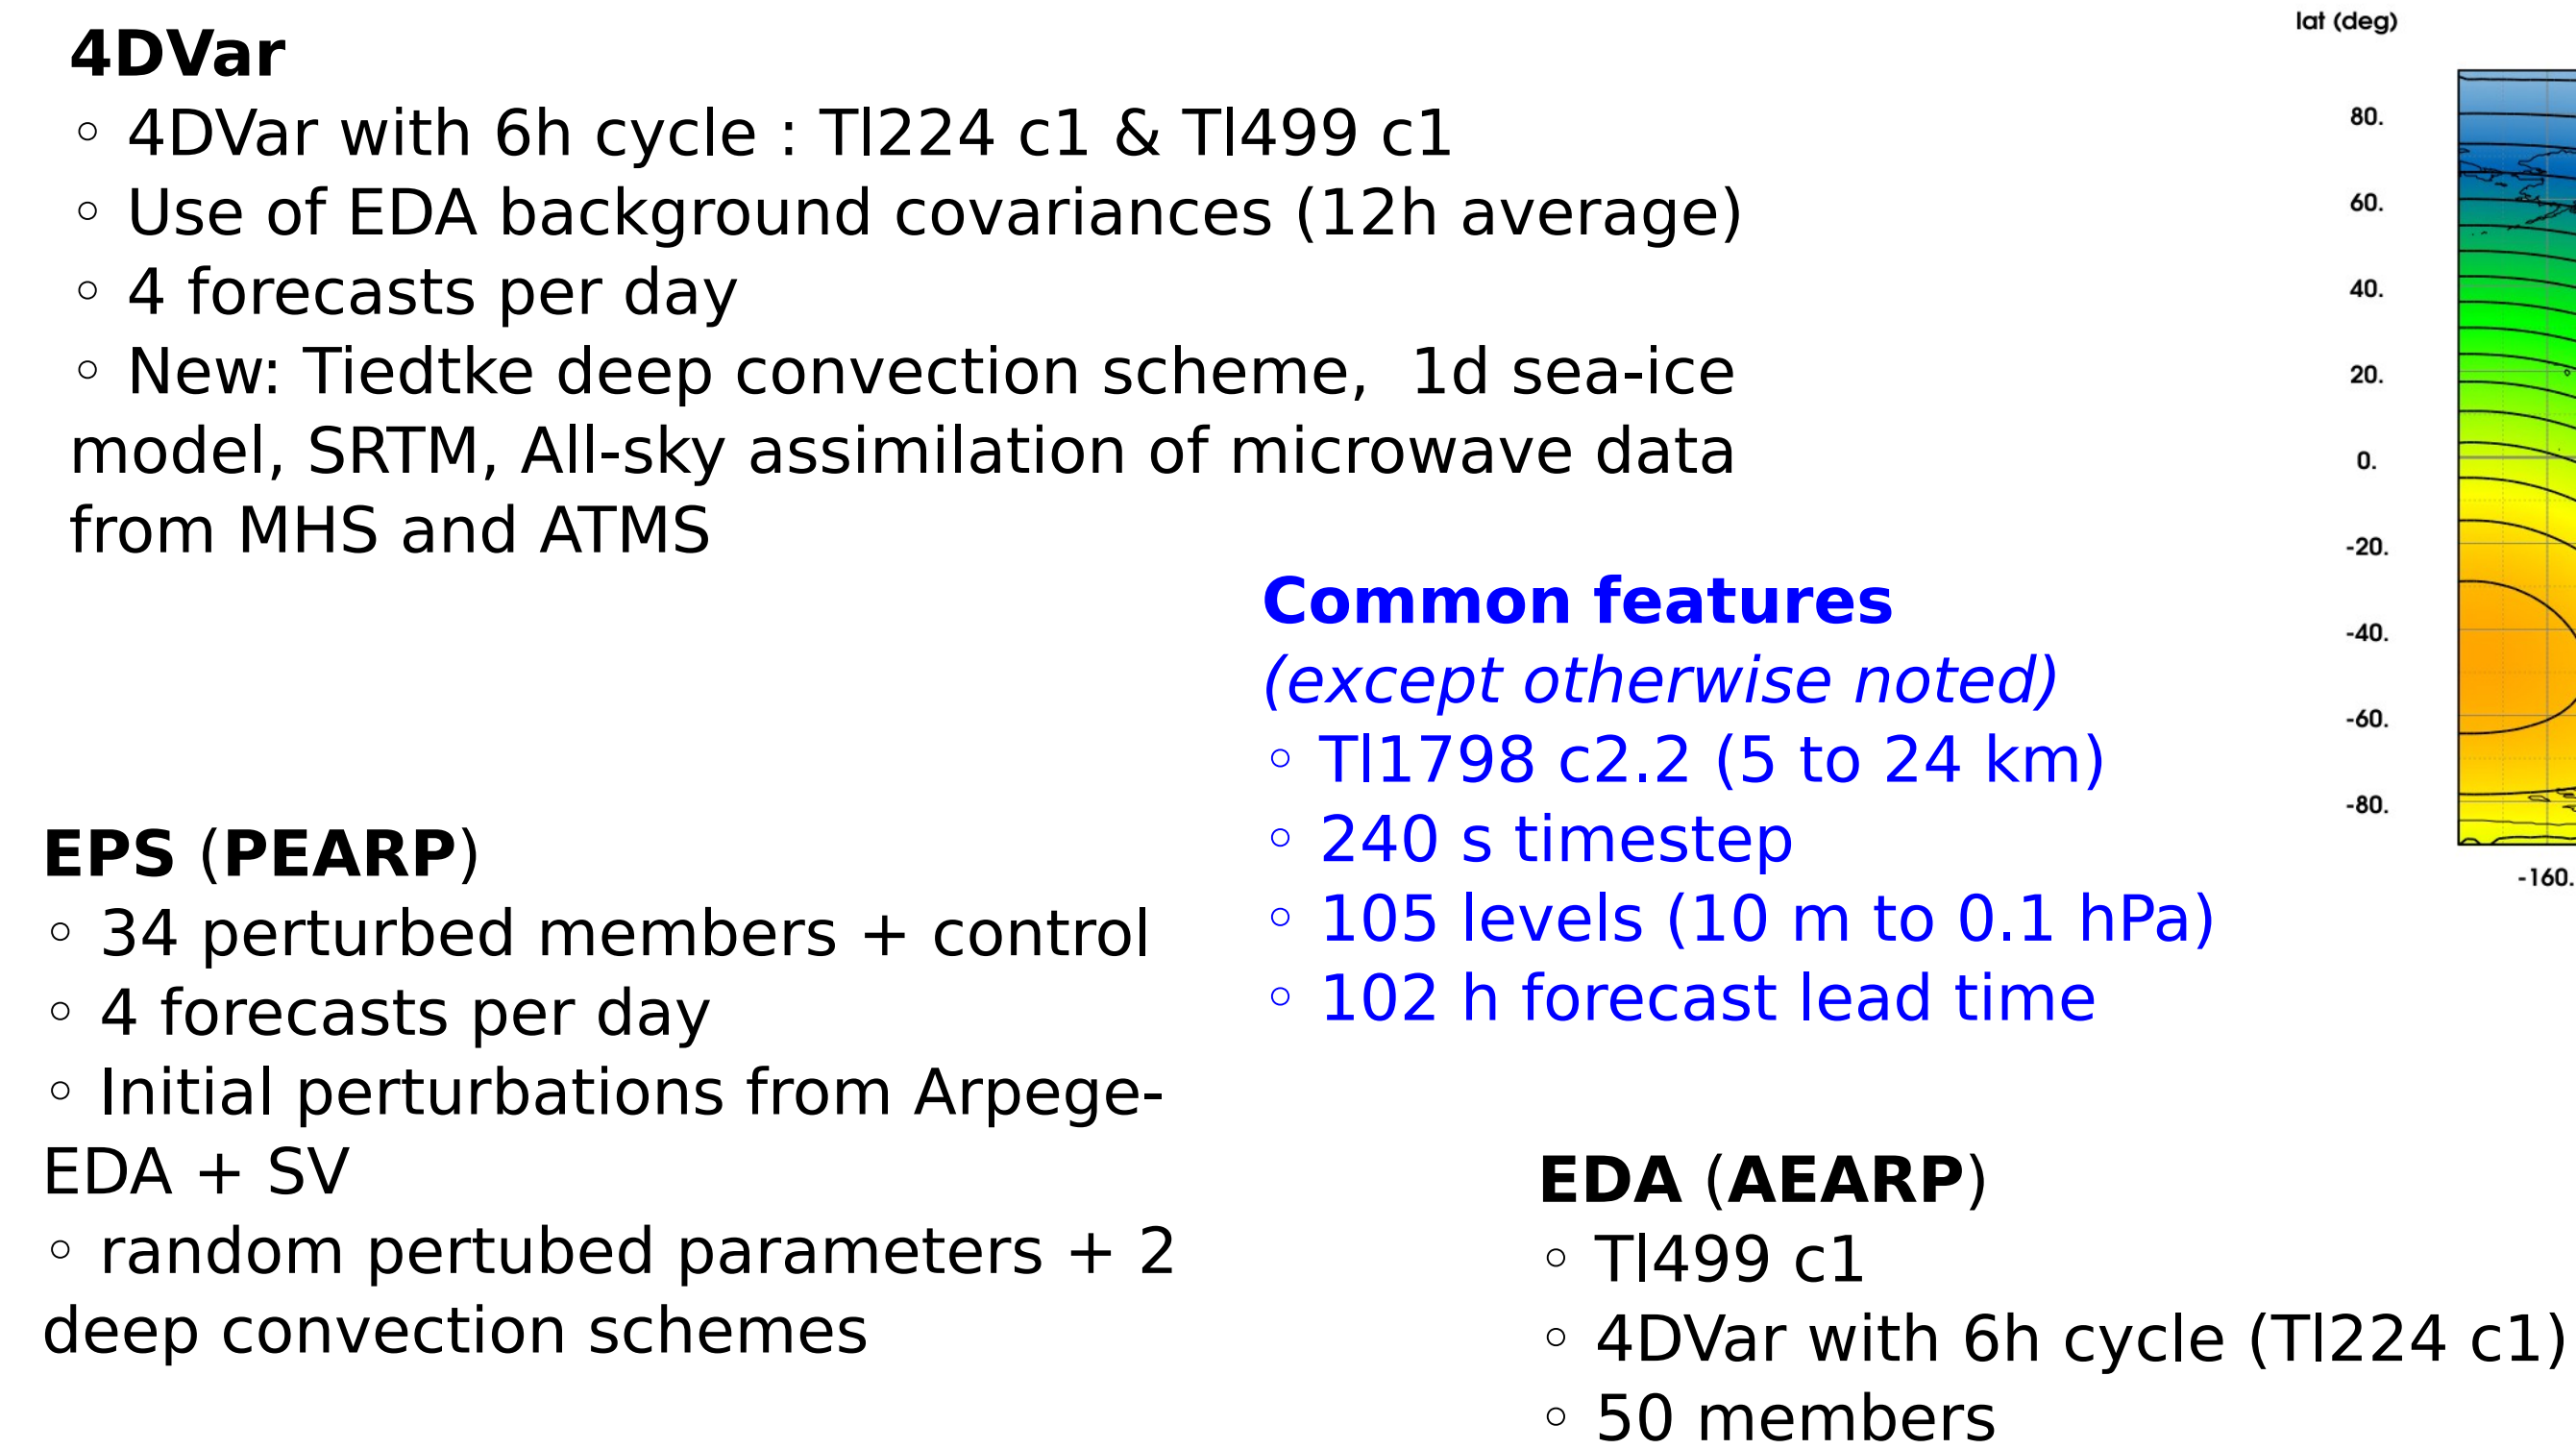 4DVar
◦ 4DVar with 6h cycle : Tl224 c1 & Tl499 c1
◦ Use of EDA background covariances (12h average)
◦ 4 forecasts per day
◦ New: Tiedtke deep convection scheme,  1d sea-ice
model, SRTM, All-sky assimilation of microwave data
from MHS and ATMS
Common features
(except otherwise noted)
◦ Tl1798 c2.2 (5 to 24 km)
◦ 240 s timestep
◦ 105 levels (10 m to 0.1 hPa)
◦ 102 h forecast lead time
EPS (PEARP)
◦ 34 perturbed members + control
◦ 4 forecasts per day
◦ Initial perturbations from Arpege-
EDA + SV
◦ random pertubed parameters + 2
deep convection schemes
EDA (AEARP)
◦ Tl499 c1
◦ 4DVar with 6h cycle (Tl224 c1)
◦ 50 members
lat (deg)
80.
60.
40.
20.
0.
-20.
-40.
-60.
-80.
-160.